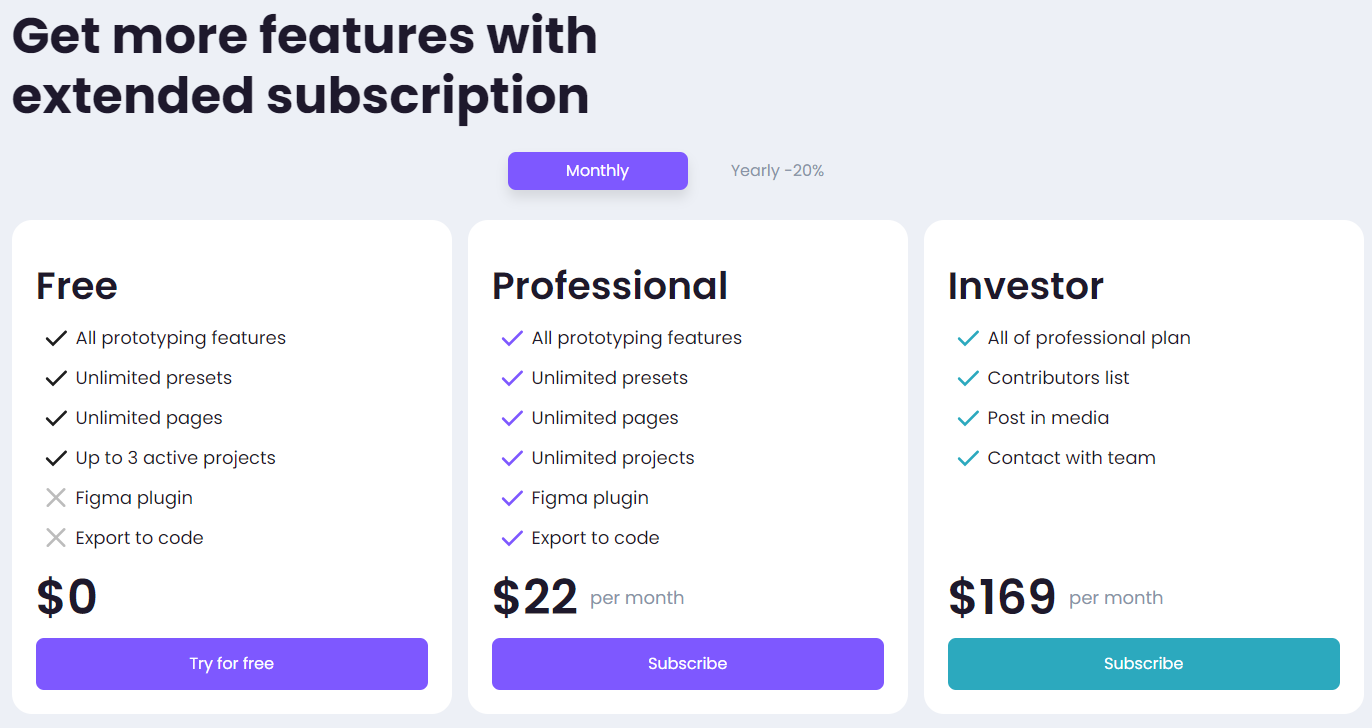 Get more features with
extended subscription
Monthly
Yearly -20%
Free
All prototyping features
Unlimited presets
Unlimited pages
Up to 3 active projects
Figma plugin
Export to code
$0
Try for free
Professional
All prototyping features
Unlimited presets
Unlimited pages
Unlimited projects
Figma plugin
Export to code
$22 per month
Subscribe
Investor
All of professional plan
Contributors list
Post in media
Contact with team
$169 per month
Subscribe